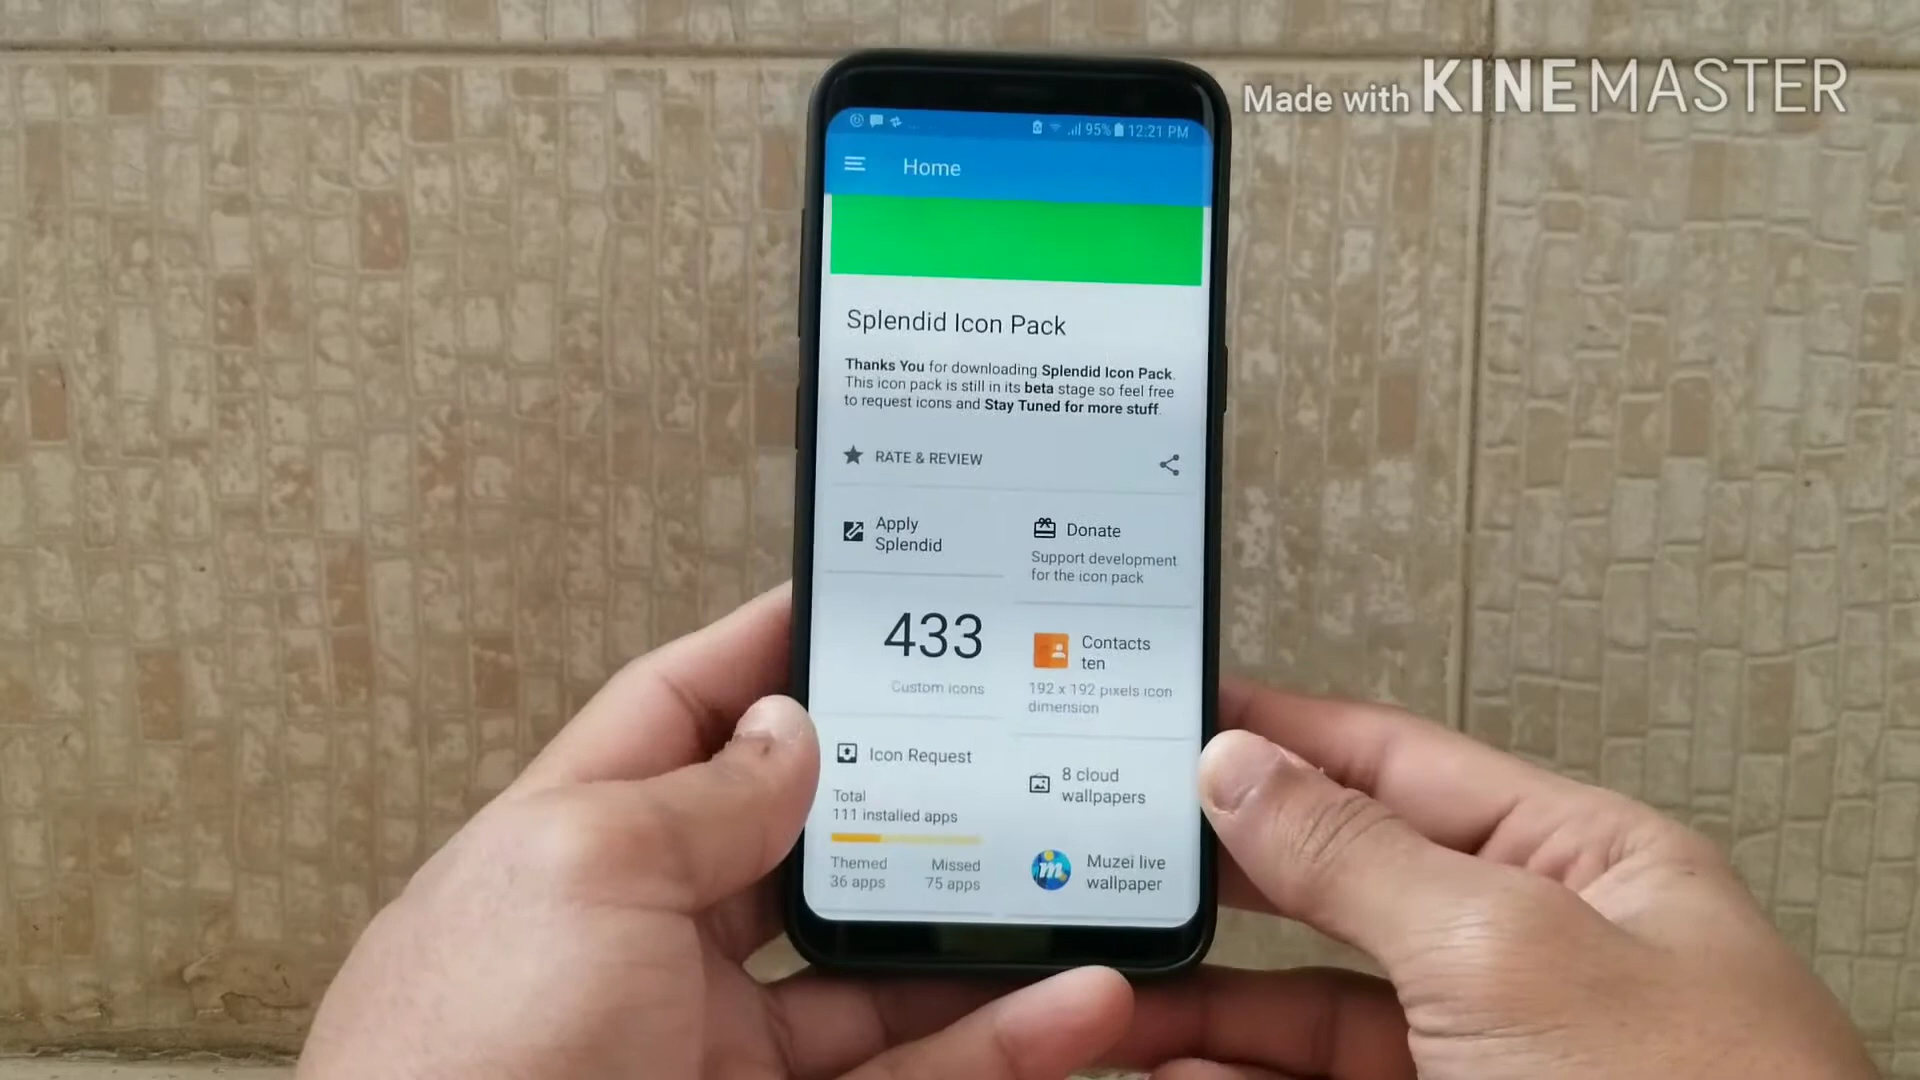 Made with KINEMASTER
95% 12:21 PM
Home
Splendid Icon Pack
Thanks You for downloading Splendid Icon Pack.
This icon pack is still in its beta stage so feel free
to request icons and Stay Tuned for more stuff.
RATE & REVIEW
Apply
Splendid
Donate
Support development
for the icon pack
433
Custom icons
Contacts
ten
192 x 192 pixels icon
dimension
Icon Request
Total
111 installed apps
Themed
36 apps
Missed
75 apps
8 cloud
wallpapers
m
Muzei live
wallpaper